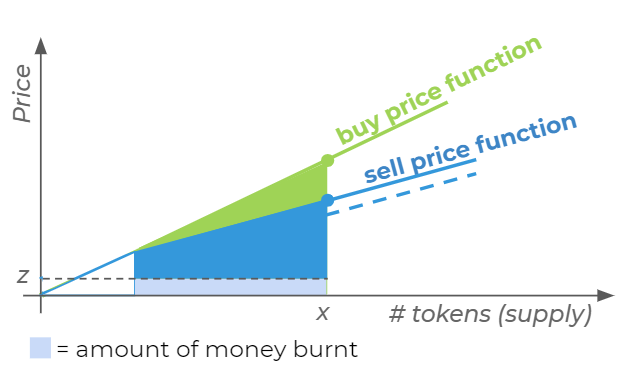 Price
buy price function
sell price function
z
x
# tokens (supply)
= amount of money burnt